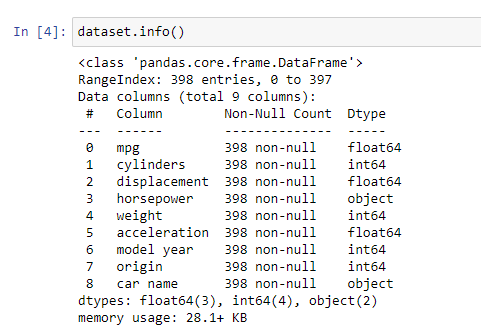 In [4]: dataset.info()
<class 'pandas.core.frame.DataFrame'>
RangeIndex: 398 entries, 0 to 397
Data columns (total 9 columns):
 #   Column        Non-Null Count  Dtype
---  ------        --------------  -----
 0   mpg           398 non-null    float64
 1   cylinders     398 non-null    int64
 2   displacement  398 non-null    float64
 3   horsepower    398 non-null    object
 4   weight        398 non-null    int64
 5   acceleration  398 non-null    float64
 6   model year    398 non-null    int64
 7   origin        398 non-null    int64
 8   car name      398 non-null    object
dtypes: float64(3), int64(4), object(2)
memory usage: 28.1+ KB